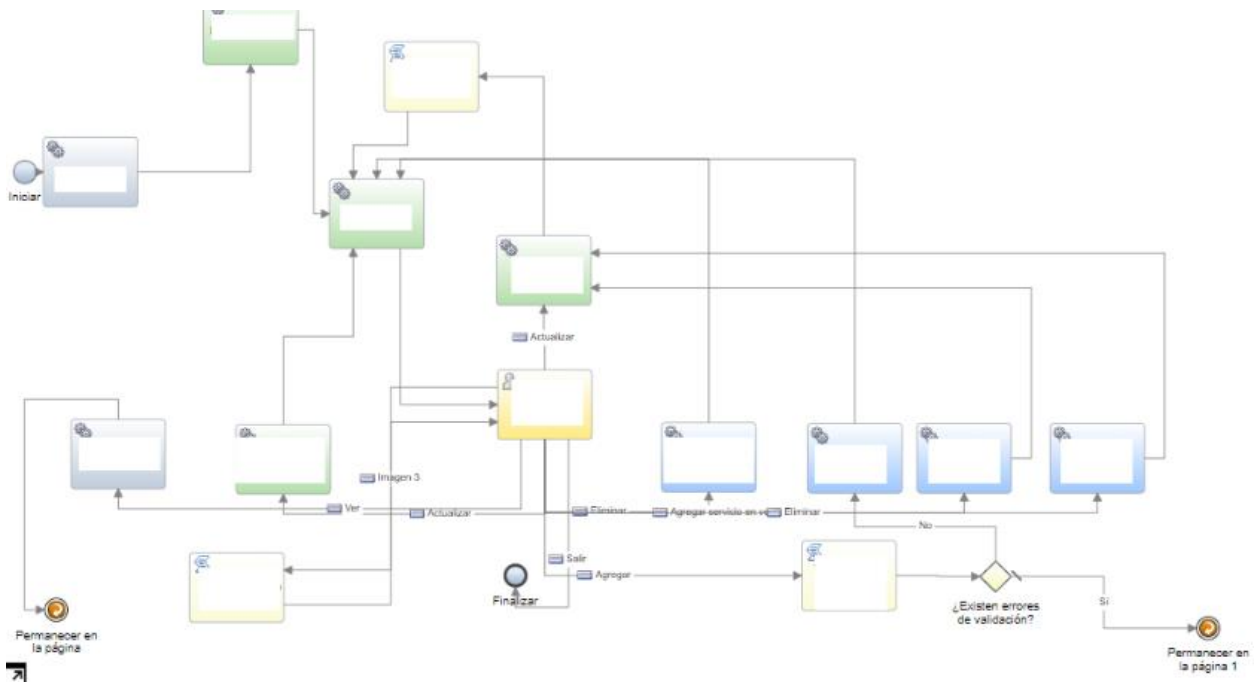 Iniciar
Actualizar
Imagen 3
Ver
Actualizar
Eliminar
Agregar servicio en
Eliminar
No
Salir
Agregar
Finalizar
¿Existen errores
de validación?
Sí
Permanecer en
la página
Permanecer en
la página 1